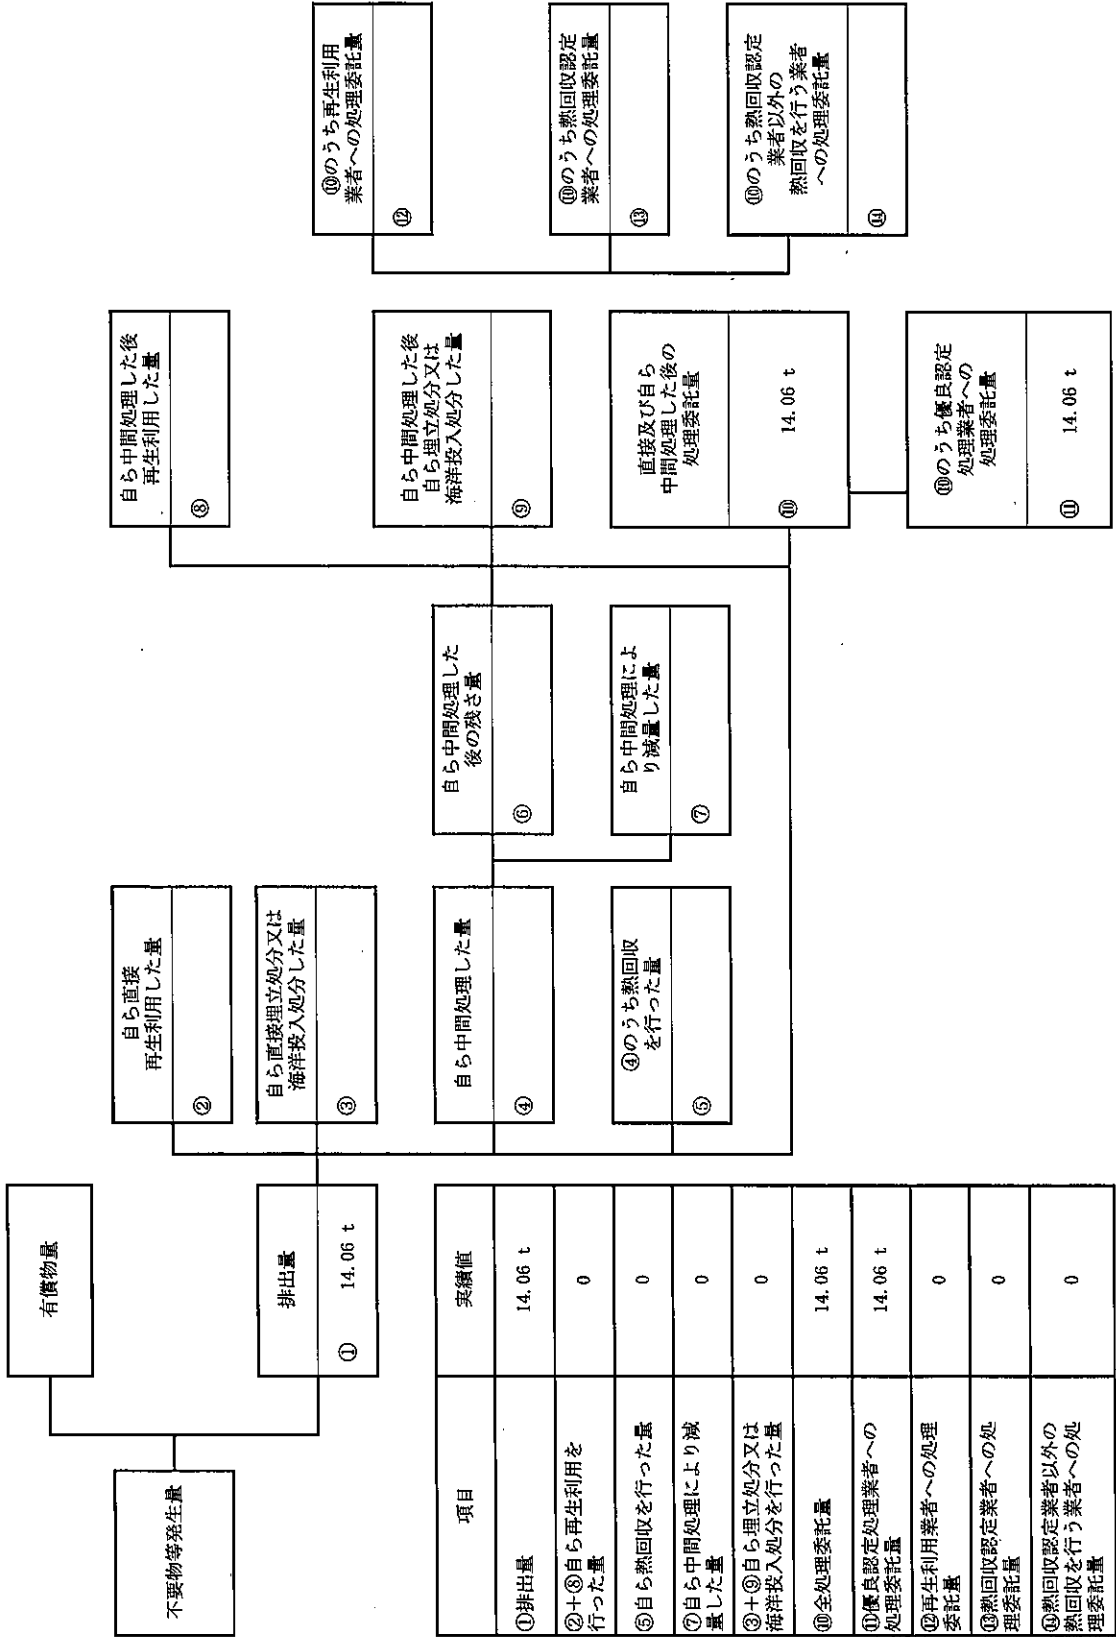 不要物等発生量
有償物量
排出量
① 14.06 t
自ら直接
再生利用した量
②
自ら直接埋立処分又は
海洋投入処分した量
③
自ら中間処理した量
④
④のうち熱回収
を行った量
⑤
自ら中間処理した
後の残さ量
⑥
自ら中間処理によ
り減量した量
⑦
自ら中間処理した後
再生利用した量
⑧
自ら中間処理した後
自ら埋立処分又は
海洋投入処分した量
⑨
直接及び自ら
中間処理した後の
処理委託量
⑩ 14.06 t
⑩のうち優良認定
処理業者への
処理委託量
⑪ 14.06 t
⑩のうち再生利用
業者への処理委託量
⑫
⑩のうち熱回収認定
業者への処理委託量
⑬
⑩のうち熱回収認定
業者以外の
熱回収を行う業者
への処理委託量
⑭
項目 実績値
①排出量 14.06 t
②+⑧自ら再生利用を
行った量 0
⑤自ら熱回収を行った量 0
⑦自ら中間処理により減
量した量 0
③+⑨自ら埋立処分又は
海洋投入処分を行った量 0
⑩全処理委託量 14.06 t
⑪優良認定処理業者への
処理委託量 14.06 t
⑫再生利用業者への処理
委託量 0
⑬熱回収認定業者への処
理委託量 0
⑭熱回収認定業者以外の
熱回収を行う業者への処
理委託量 0